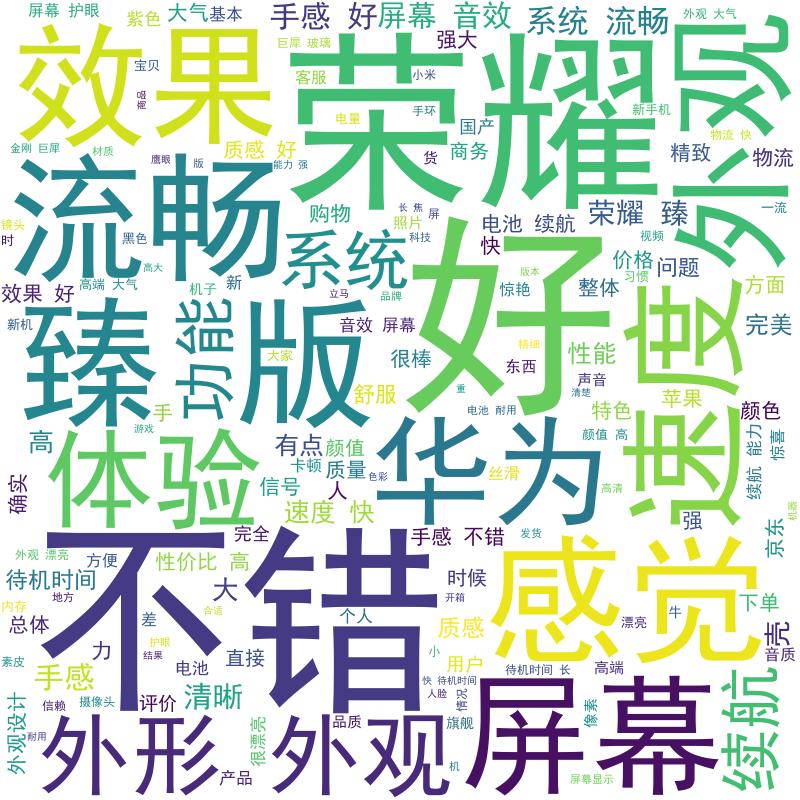 屏幕 护眼
紫色
大气
基本
手感 好
屏幕 音效
系统 流畅
外观 大气
外观
效果
宝贝
商品
巨犀 玻璃
客服
强大
小米
手环
电量
荣耀
国产
新手机
物流 快
金刚 巨犀
材质
鹰眼
版
质感 好
能力 强
货
商务
精致
物流
流畅
镜头
时
黑色
高端 大气
高大
机子
新
购物
系统
立马
长 焦
屏
照片
科技
品牌
电池 续航
快
荣耀 臻
惊艳
版本
整体
价格
习惯
视频
问题
外观
一流
方面
完美
效果 好
新机
臻
功能
版
大家
音效 屏幕
很棒
好
精细
东西
性能
声音
清楚
速度
苹果
特色
颜色
手
游戏
舒服
重
电池 耐用
颜值 高
续航 能力
惊喜
高
体验
有点
颜值
卡顿
质量
色彩
华为
丝滑
高清
机器
确实
信号
人
速度 快
强
京东
完全
手感 不错
发货
外观 漂亮
方便
性价比 高
待机时间
大
时候
感觉
下单
内存
地方
不错
开箱
合适
总体
差
个人
漂亮
牛
亮
力
护眼
结果
质感
音质
素皮
手感
电池
直接
小
用户
待机时间 长
高端
快 待机时间
人脸
情况
屏幕
像素
续航
外观设计
信赖
摄像头
评价
清晰
品质
旗舰
耐用
外形
很漂亮
外观
产品
机
屏幕显示